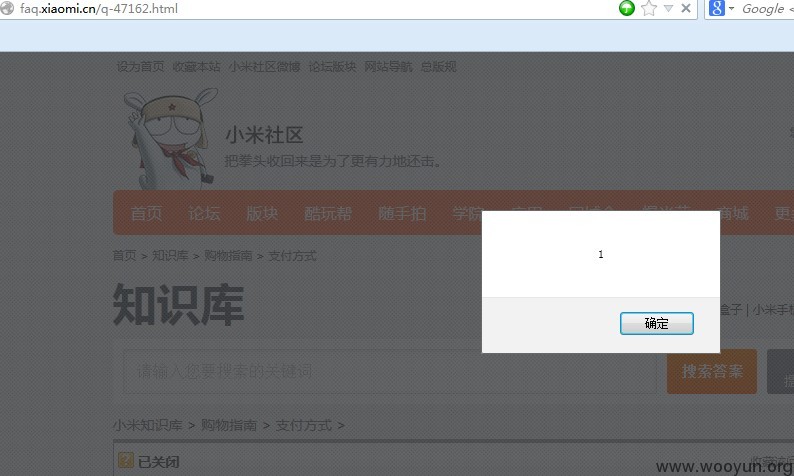 faq.xiaomi.cn/q-47162.html
Google
设为首页 收藏本站 小米社区微博 论坛版块 网站导航 总版规
小米社区
把拳头收回来是为了更有力地还击。
首页 论坛 版块 酷玩帮 随手拍 学院 商城
首页 > 知识库 > 购物指南 > 支付方式
1
确定
知识库
盒子 | 小米手机
请输入您要搜索的关键词
搜索答案
小米知识库 > 购物指南 > 支付方式 >
已关闭
www.wooyun.org